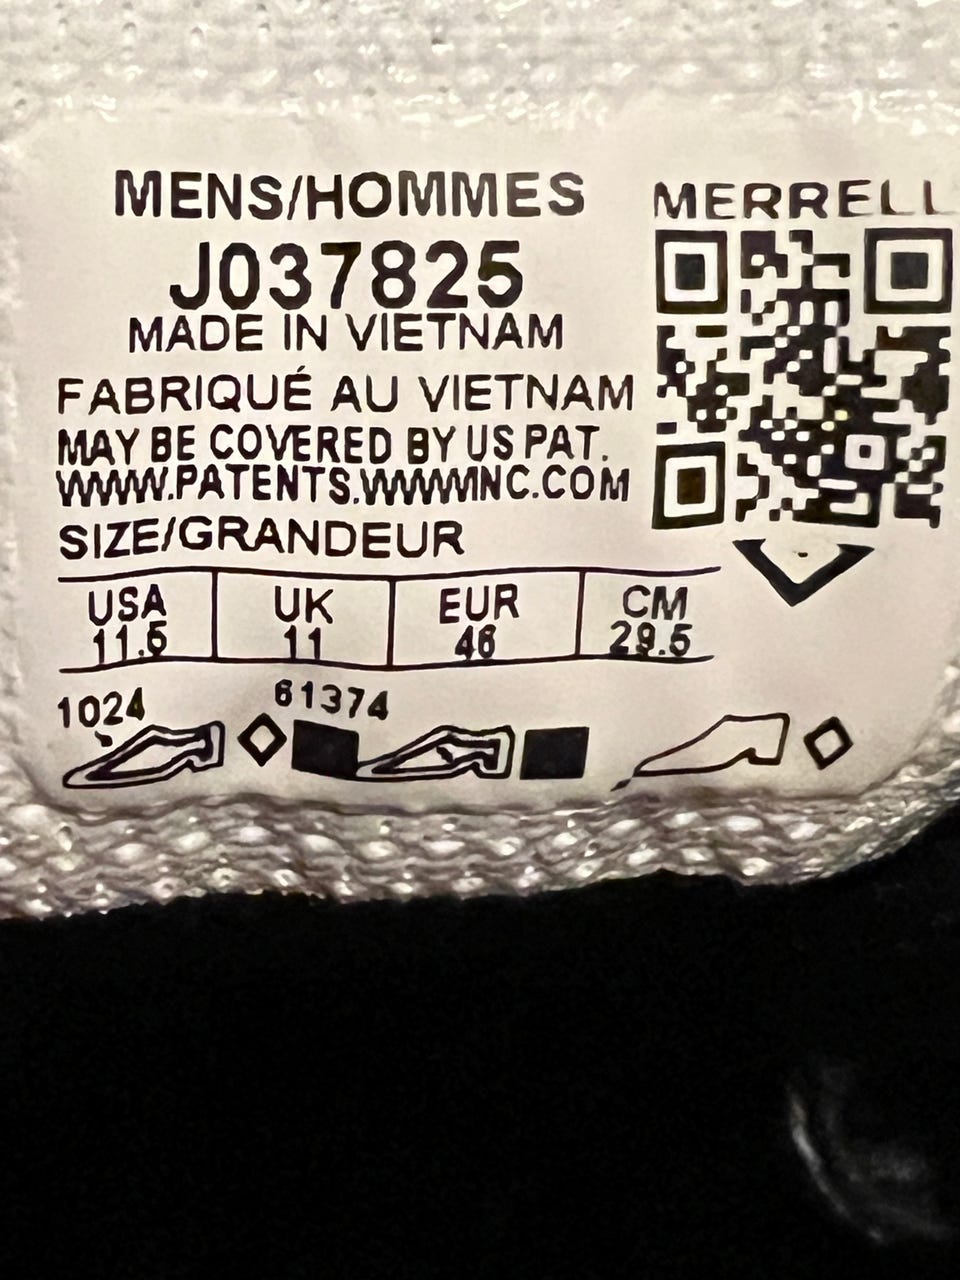 MENS/HOMMES
MERRELL
J037825
MADE IN VIETNAM
FABRIQUÉ AU VIETNAM
MAY BE COVERED BY US PAT.
WWW.PATENTS.WWWINC.COM
SIZE/GRANDEUR
USA UK EUR CM
11.5 11 46 29.5
1024 61374